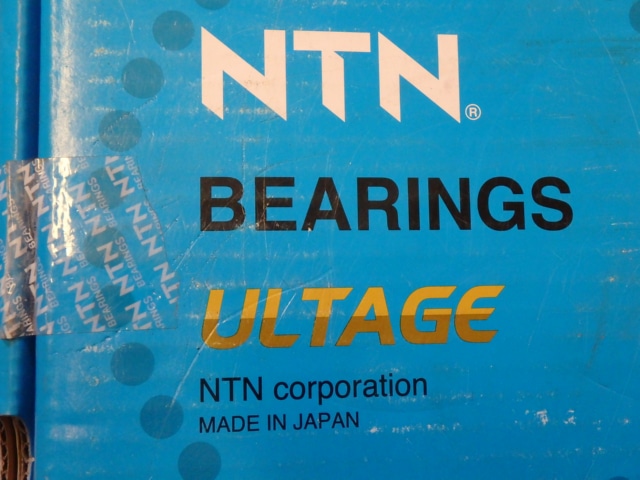 NTN®
BEARINGS
ULTAGE
NTN corporation
MADE IN JAPAN